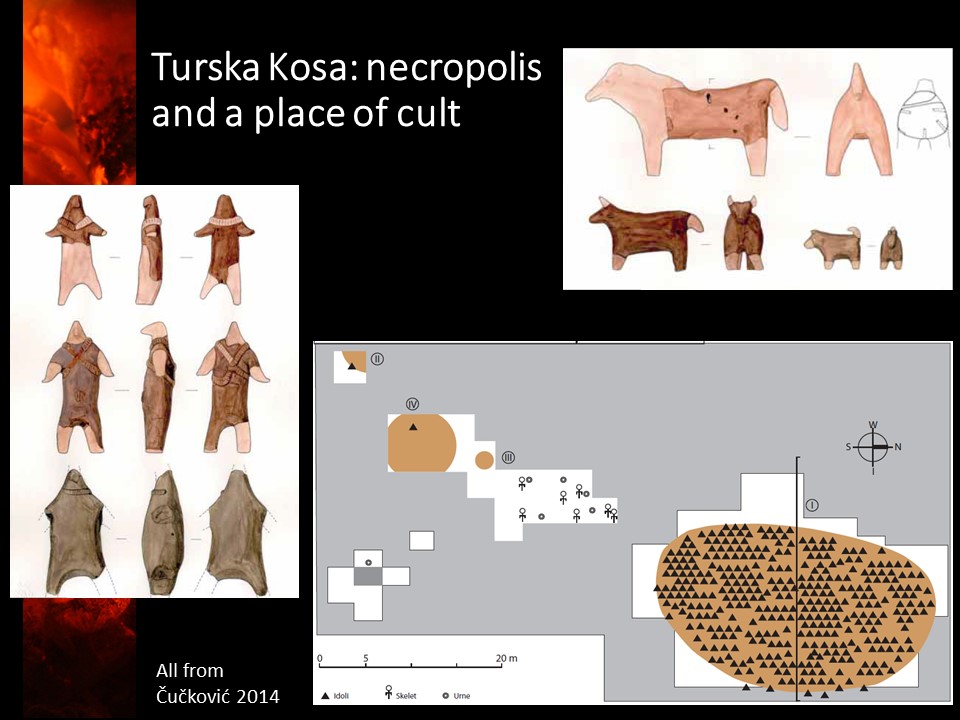 Turska Kosa: necropolis
and a place of cult
II
IV
III
W
S N
I
I
0 5 20 m
Idoli Skelet Urne
All from
Čučković 2014